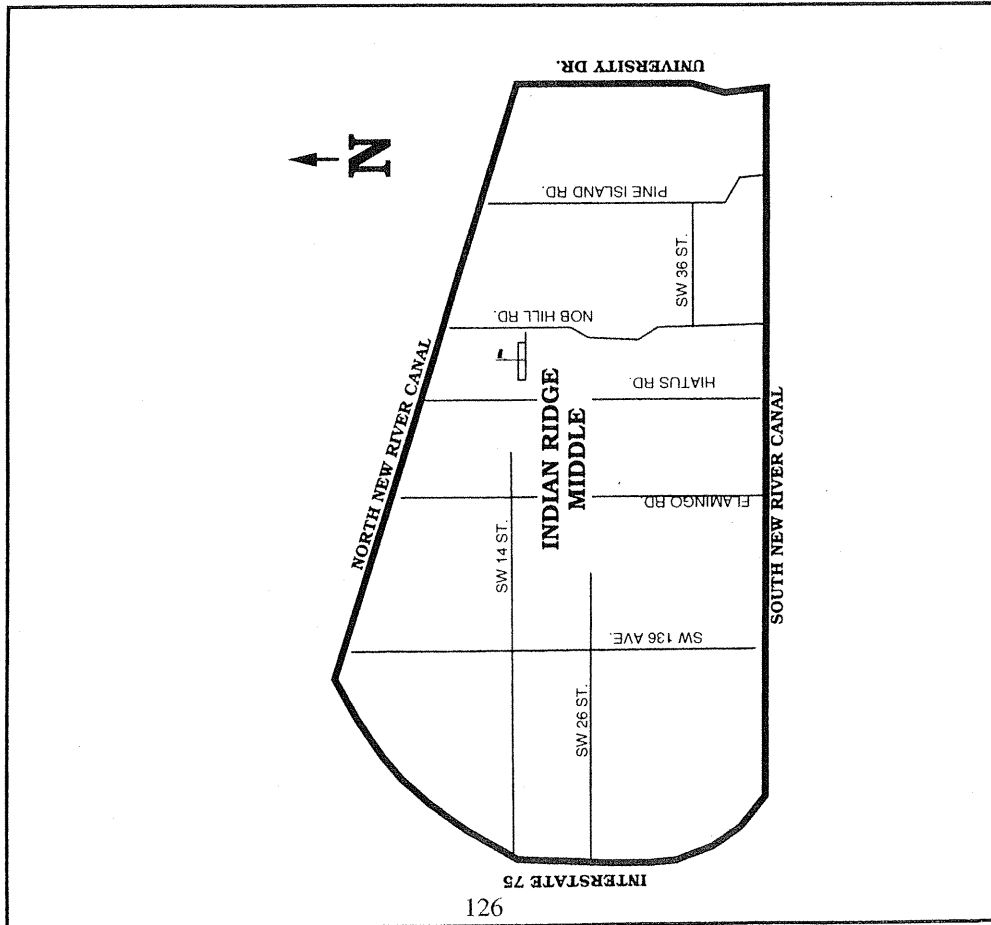 UNIVERSITY DR.
N
PINE ISLAND RD.
SW 36 ST.
NOB HILL RD.
HIATUS RD.
NORTH NEW RIVER CANAL
INDIAN RIDGE
MIDDLE
FLAMINGO RD
SOUTH NEW RIVER CANAL
SW 14 ST.
SW 136 AVE.
SW 26 ST.
INTERSTATE 75
126